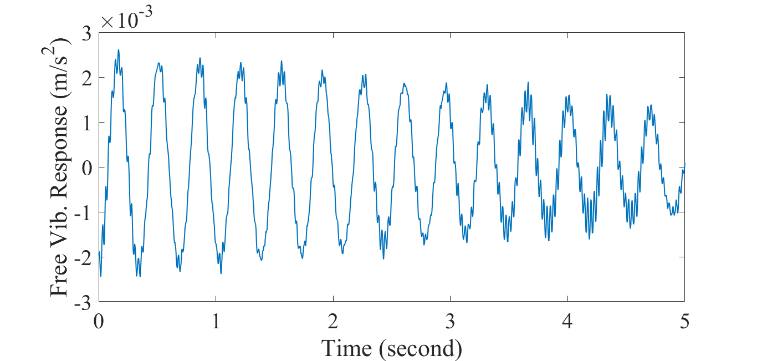 ×10⁻³
3
2
1
0
-1
-2
-3
Free Vib. Response (m/s²)
0 1 2 3 4 5
Time (second)